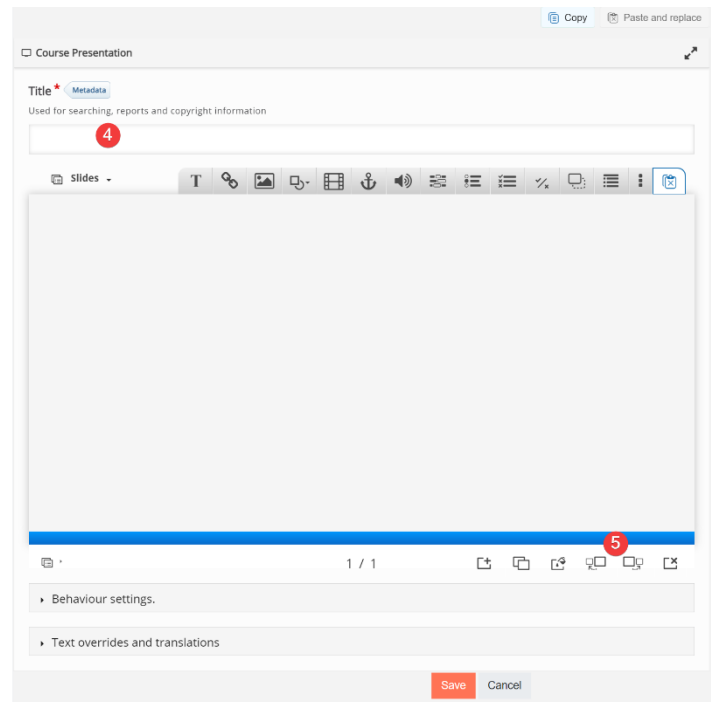 Copy Paste and replace
Course Presentation
Title * Metadata
Used for searching, reports and copyright information
4
Slides T
5
1 / 1
Behaviour settings.
Text overrides and translations
Save Cancel